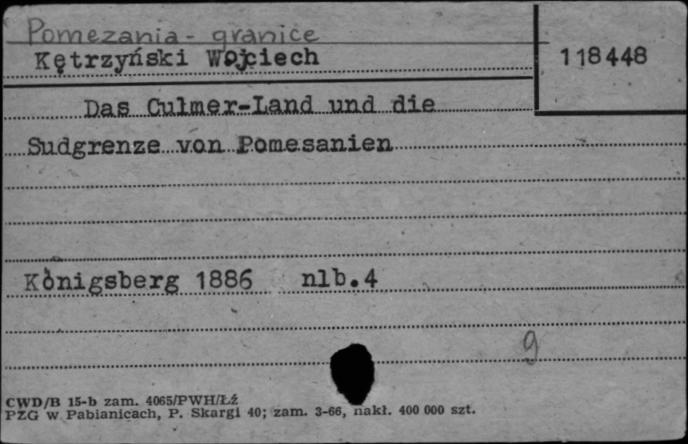 Pomezania - granice
Kętrzyński Wojciech
118448
Das Culmer-Land und die
Sudgrenze von Pomesanien
Königsberg 1886 nlb.4
9
CWD/B 15-b zam. 4065/PWH/Łź
PZG w Pabianicach, P. Skargi 40; zam. 3-66, nakł. 400 000 szt.